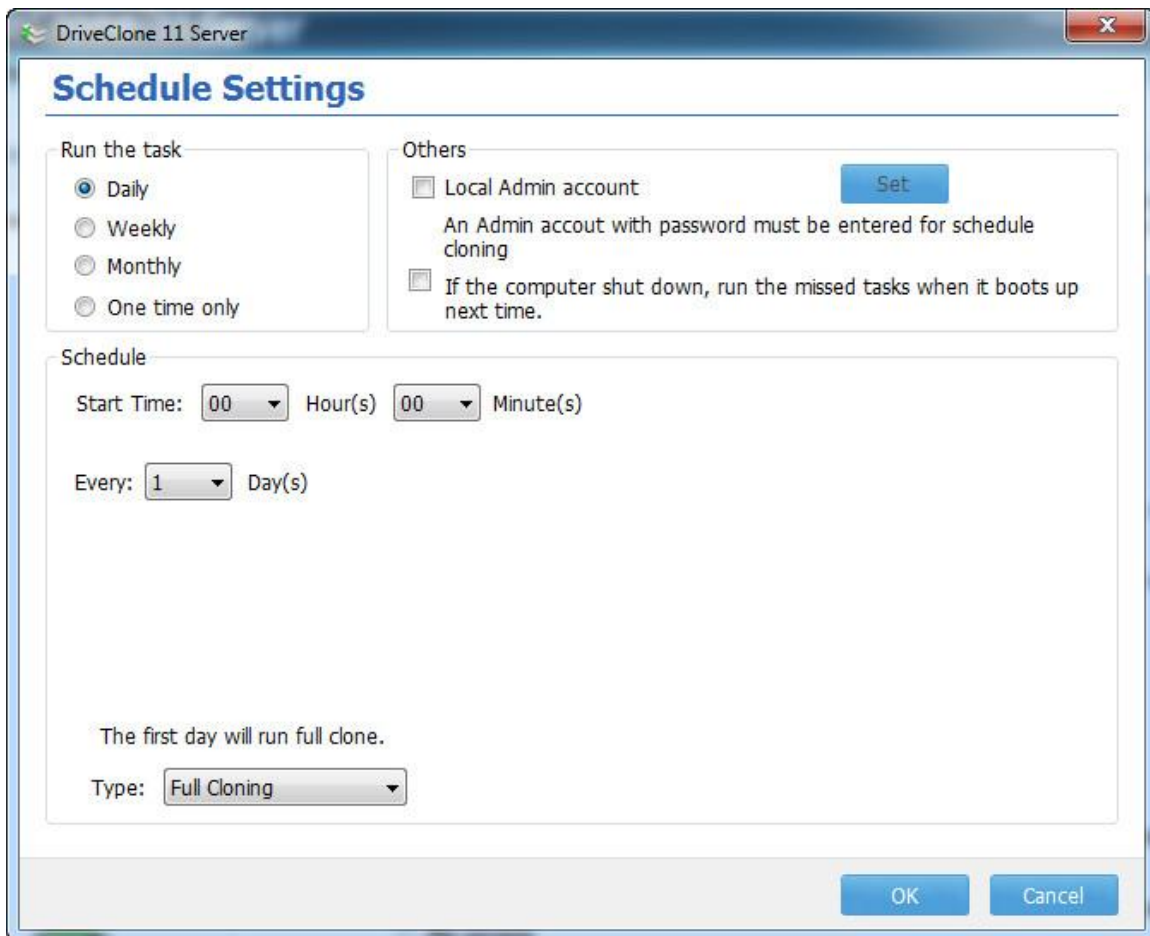 DriveClone 11 Server
Schedule Settings
Run the task
Daily
Weekly
Monthly
One time only
Others
Local Admin account
Set
An Admin accout with password must be entered for schedule
cloning
If the computer shut down, run the missed tasks when it boots up
next time.
Schedule
Start Time: 00 Hour(s) 00 Minute(s)
Every: 1 Day(s)
The first day will run full clone.
Type: Full Cloning
OK Cancel